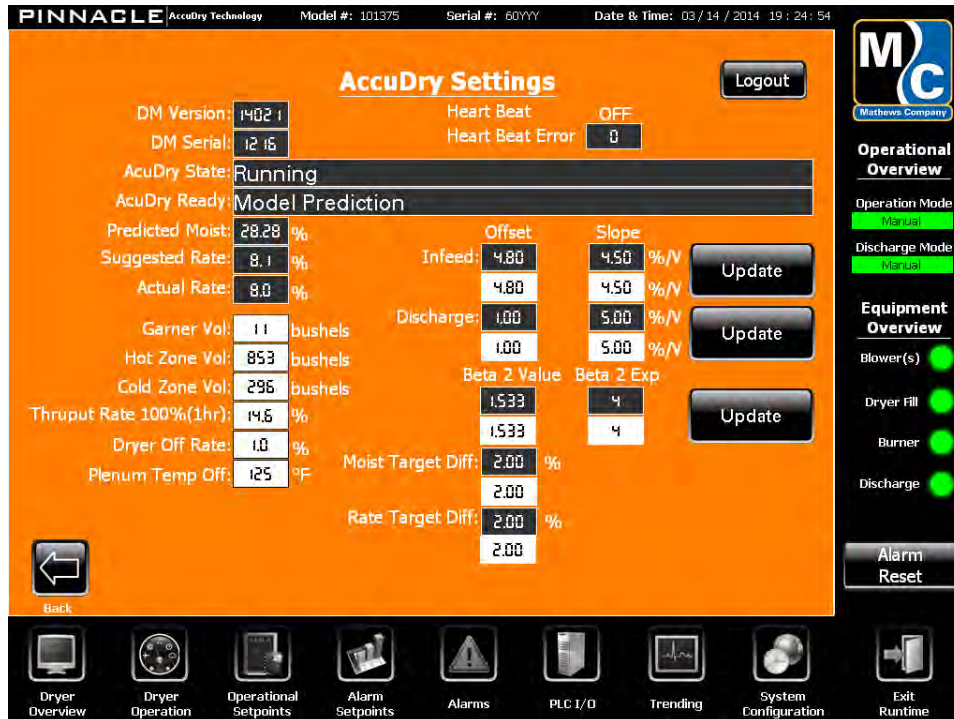 PINNACLE AccuDry Technology Model #: 101375 Serial #: 60YYY Date & Time: 03/14/2014 19:24:54
MC
Mathews Company
AccuDry Settings
Logout
DM Version: 14021
Heart Beat OFF
DM Serial: 1216
Heart Beat Error 0
AcuDry State: Running
AcuDry Ready: Model Prediction
Predicted Moist: 28.28 %
Suggested Rate: 8.1 %
Actual Rate: 8.0 %
Garner Vol: 11 bushels
Hot Zone Vol: 853 bushels
Cold Zone Vol: 296 bushels
Thruput Rate 100%(1hr): 14.6 %
Dryer Off Rate: 1.0 %
Plenum Temp Off: 125 °F
Offset Slope
Infeed: 4.80 4.50 %/V
4.80 4.50 %/V
Update
Discharge: 1.00 5.00 %/V
1.00 5.00 %/V
Update
Beta 2 Value Beta 2 Exp
1.533 4
1.533 4
Update
Moist Target Diff: 2.00 %
2.00
Rate Target Diff: 2.00 %
2.00
Back
Operational
Overview
Operation Mode
Manual
Discharge Mode
Manual
Equipment
Overview
Blower(s)
Dryer Fill
Burner
Discharge
Alarm
Reset
Dryer
Overview
Dryer
Operation
Operational
Setpoints
Alarm
Setpoints
Alarms
PLC I/O
Trending
System
Configuration
Exit
Runtime